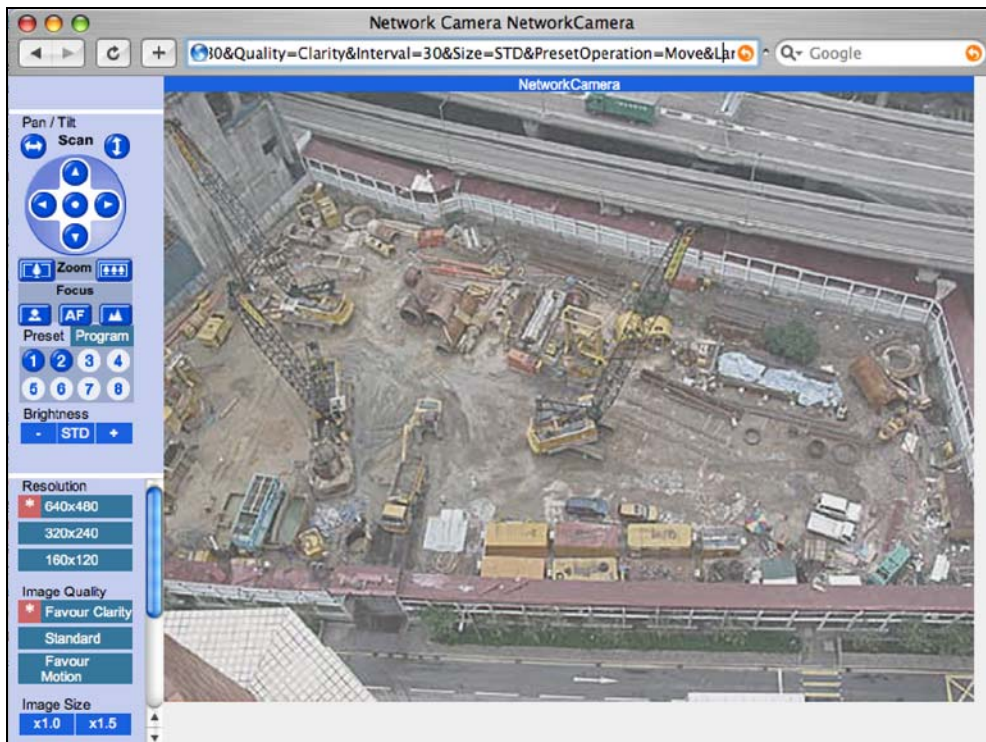 Network Camera NetworkCamera
30&Quality=Clarity&Interval=30&Size=STD&PresetOperation=Move&Lar
Google
NetworkCamera
Pan / Tilt
Scan
Zoom
Focus
AF
Preset Program
1 2 3 4
5 6 7 8
Brightness
- STD +
Resolution
* 640x480
320x240
160x120
Image Quality
* Favour Clarity
Standard
Favour
Motion
Image Size
x1.0 x1.5